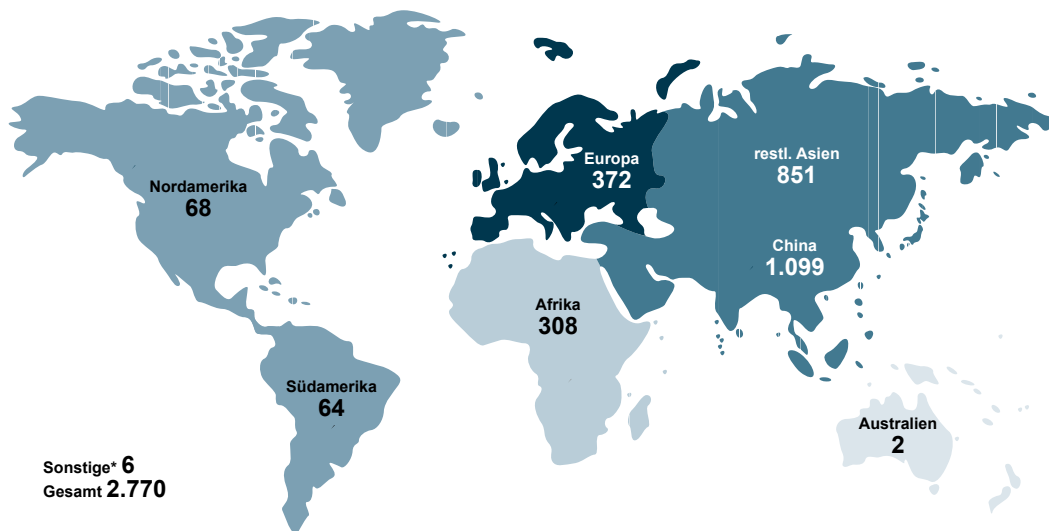 Nordamerika
68
Europa
372
restl. Asien
851
China
1.099
Afrika
308
Südamerika
64
Australien
2
Sonstige* 6
Gesamt 2.770